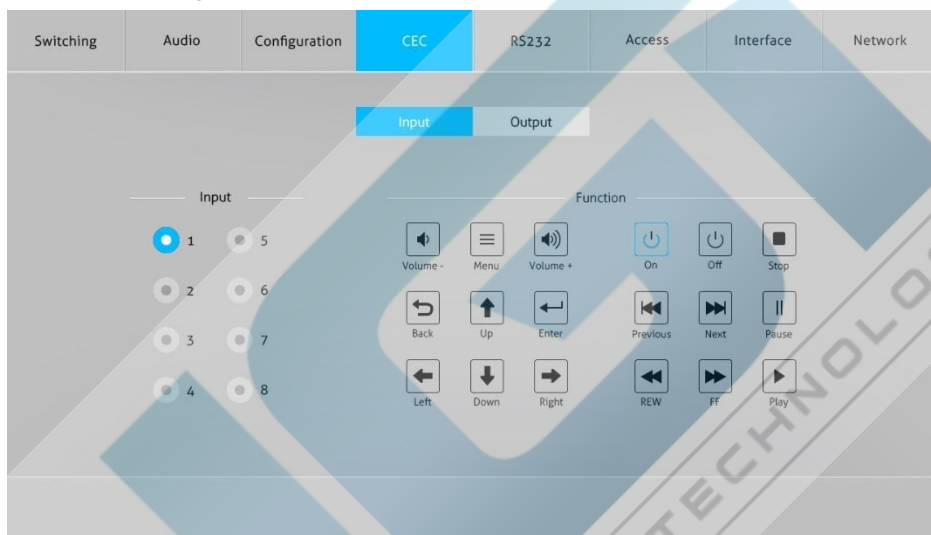 Switching Audio Configuration CEC RS232 Access Interface Network
Input Output
Input Function
1 5
2 6
3 7
4 8
Volume - Menu Volume + On Off Stop
Back Up Enter Previous Next Pause
Left Down Right REW FF Play
TECHNOLO